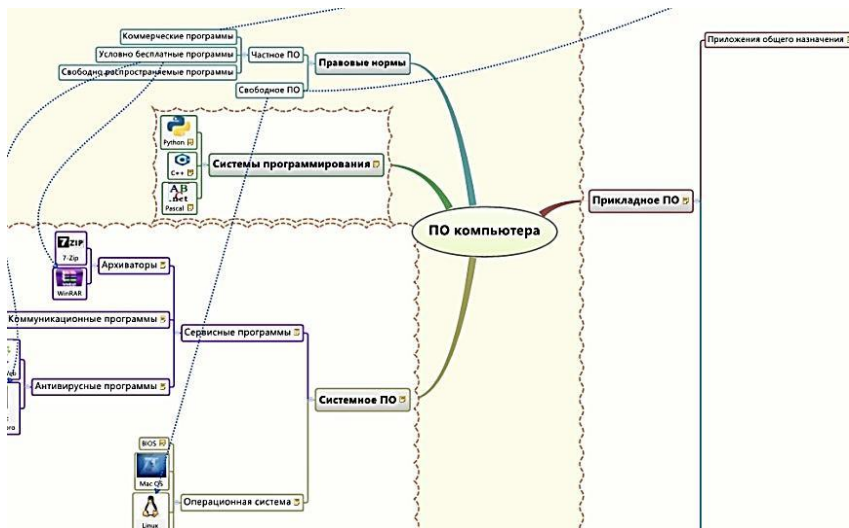 Коммерческие программы
Условно бесплатные программы
Свободно распространяемые программы
Частное ПО
Свободное ПО
Правовые нормы
Python
C++
Pascal
Системы программирования
ПО компьютера
Прикладное ПО
Приложения общего назначения
7ZIP
7-Zip
WinRAR
Архиваторы
Коммуникационные программы
Антивирусные программы
Сервисные программы
Системное ПО
BIOS
Mac OS
Linux
Операционная система